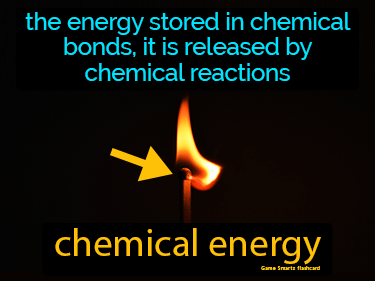 the energy stored in chemical
bonds, it is released by
chemical reactions
chemical energy
Game Smartz flashcard